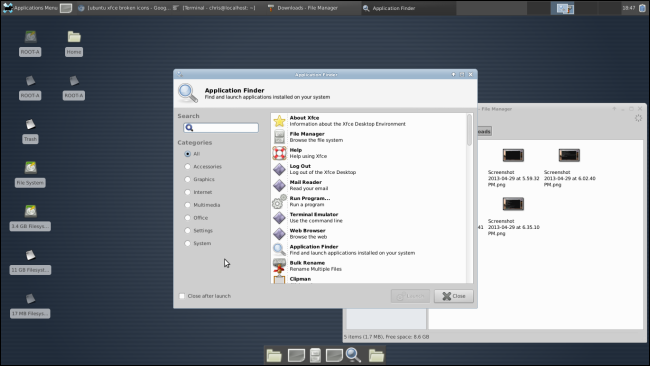 Applications Menu
[ubuntu xfce broken icons - Goog...
[Terminal - chris@localhost: ~]
Downloads - File Manager
Application Finder
18:47
ROOT-A
Home
ROOT-A
ROOT-A
Trash
File System
3.4 GB Filesys...
11 GB Filesyst...
17 MB Filesys...
Application Finder
Application Finder
Find and launch applications installed on your system
Search
Categories
All
Accessories
Graphics
Internet
Multimedia
Office
Settings
System
Close after launch
About Xfce
Information about the Xfce Desktop Environment
File Manager
Browse the file system
Help
Help using Xfce
Log Out
Log out of the Xfce Desktop
Mail Reader
Read your email
Run Program...
Run a program
Terminal Emulator
Use the command line
Web Browser
Browse the web
Application Finder
Find and launch applications installed on your system
Bulk Rename
Rename Multiple Files
Clipman
Close
File Manager
oads
Screenshot
2013-04-29 at 5.59.32
PM.png
Screenshot
2013-04-29 at 6.02.40
PM.png
41
Screenshot
2013-04-29 at 6.35.10
PM.png
5 items (1.7 MB), Free space: 8.6 GB